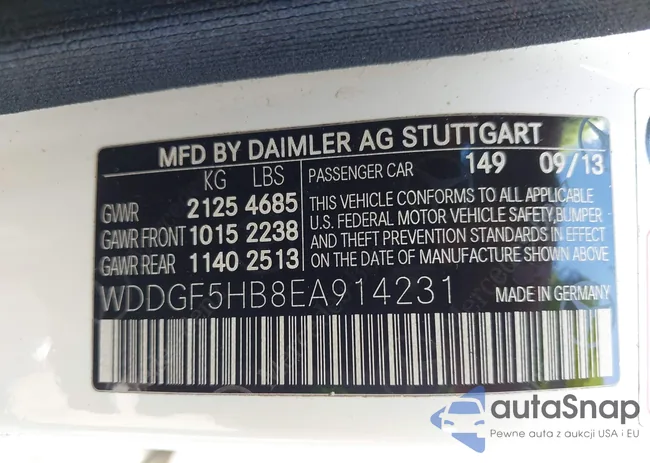 MFD BY DAIMLER AG STUTTGART
KG LBS
GVWR 2125 4685
GAWR FRONT 1015 2238
GAWR REAR 1140 2513
PASSENGER CAR 149 09/13
THIS VEHICLE CONFORMS TO ALL APPLICABLE
U.S. FEDERAL MOTOR VEHICLE SAFETY,BUMPER
AND THEFT PREVENTION STANDARDS IN EFFECT
ON THE DATE OF MANUFACTURE SHOWN ABOVE
WDDGF5HB8EA914231 MADE IN GERMANY
autaSnap
Pewne auta z aukcji USA i EU